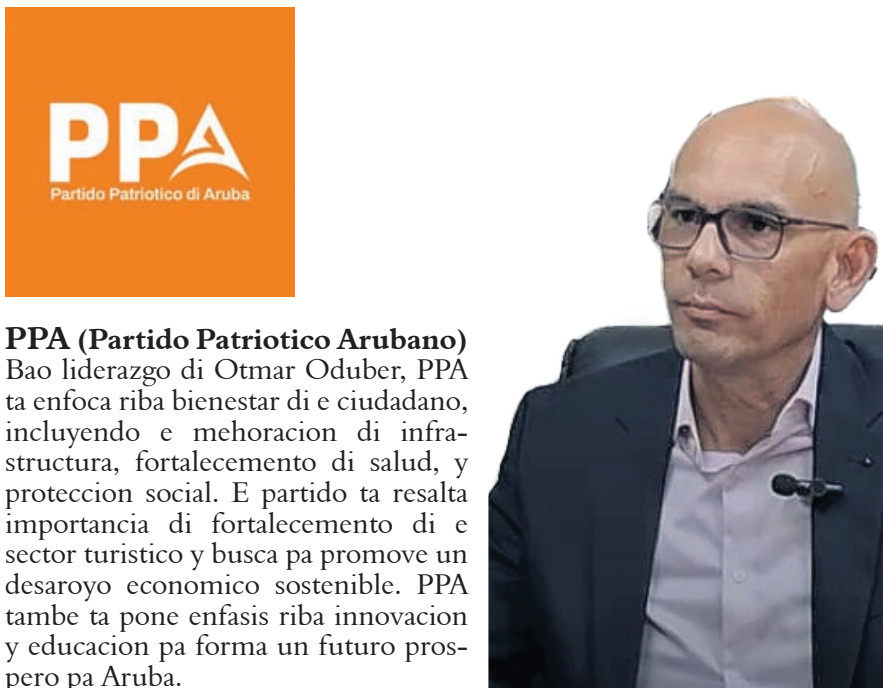 PPA
Partido Patriotico di Aruba
PPA (Partido Patriotico Arubano)
Bao liderazgo di Otmar Oduber, PPA
ta enfoca riba bienestar di e ciudadano,
incluyendo e mehoracion di infra-
structura, fortalecemento di salud, y
proteccion social. E partido ta resalta
importancia di fortalecemento di e
sector turistico y busca pa promove un
desaroyo economico sostenible. PPA
tambe ta pone enfasis riba innovacion
y educacion pa forma un futuro pros-
pero pa Aruba.